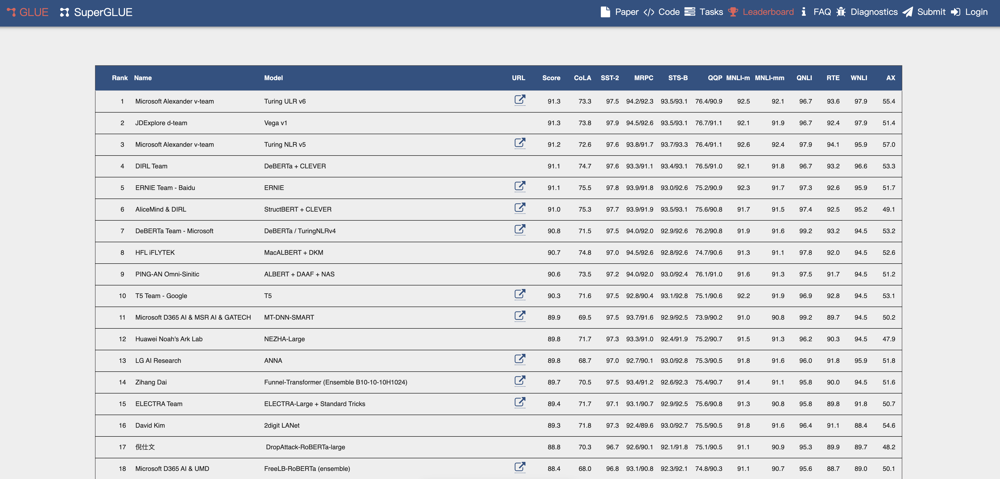 GLUE SuperGLUE Paper </> Code Tasks Leaderboard FAQ Diagnostics Submit Login
Rank Name Model URL Score CoLA SST-2 MRPC STS-B QQP MNLI-m MNLI-mm QNLI RTE WNLI AX
1 Microsoft Alexander v-team Turing ULR v6 91.3 73.3 97.5 94.2/92.3 93.5/93.1 76.4/90.9 92.5 92.1 96.7 93.6 97.9 55.4
2 JDExplore d-team Vega v1 91.3 73.8 97.9 94.5/92.6 93.5/93.1 76.7/91.1 92.1 91.9 96.7 92.4 97.9 51.4
3 Microsoft Alexander v-team Turing NLR v5 91.2 72.6 97.6 93.8/91.7 93.7/93.3 76.4/91.1 92.6 92.4 97.9 94.1 95.9 57.0
4 DIRL Team DeBERTa + CLEVER 91.1 74.7 97.6 93.3/91.1 93.4/93.1 76.5/91.0 92.1 91.8 96.7 93.2 96.6 53.3
5 ERNIE Team - Baidu ERNIE 91.1 75.5 97.8 93.9/91.8 93.0/92.6 75.2/90.9 92.3 91.7 97.3 92.6 95.9 51.7
6 AliceMind & DIRL StructBERT + CLEVER 91.0 75.3 97.7 93.9/91.9 93.5/93.1 75.6/90.8 91.7 91.5 97.4 92.5 95.2 49.1
7 DeBERTa Team - Microsoft DeBERTa / TuringNLRv4 90.8 71.5 97.5 94.0/92.0 92.9/92.6 76.2/90.8 91.9 91.6 99.2 93.2 94.5 53.2
8 HFL iFLYTEK MacALBERT + DKM 90.7 74.8 97.0 94.5/92.6 92.8/92.6 74.7/90.6 91.3 91.1 97.8 92.0 94.5 52.6
9 PING-AN Omni-Sinitic ALBERT + DAAF + NAS 90.6 73.5 97.2 94.0/92.0 93.0/92.4 76.1/91.0 91.6 91.3 97.5 91.7 94.5 51.2
10 T5 Team - Google T5 90.3 71.6 97.5 92.8/90.4 93.1/92.8 75.1/90.6 92.2 91.9 96.9 92.8 94.5 53.1
11 Microsoft D365 AI & MSR AI & GATECH MT-DNN-SMART 89.9 69.5 97.5 93.7/91.6 92.9/92.5 73.9/90.2 91.0 90.8 99.2 89.7 94.5 50.2
12 Huawei Noah's Ark Lab NEZHA-Large 89.8 71.7 97.3 93.3/91.0 92.4/91.9 75.2/90.7 91.5 91.3 96.2 90.3 94.5 47.9
13 LG AI Research ANNA 89.8 68.7 97.0 92.7/90.1 93.0/92.8 75.3/90.5 91.8 91.6 96.0 91.8 95.9 51.8
14 Zihang Dai Funnel-Transformer (Ensemble B10-10-10H1024) 89.7 70.5 97.5 93.4/91.2 92.6/92.3 75.4/90.7 91.4 91.1 95.8 90.0 94.5 51.6
15 ELECTRA Team ELECTRA-Large + Standard Tricks 89.4 71.7 97.1 93.1/90.7 92.9/92.5 75.6/90.8 91.3 90.8 95.8 89.8 91.8 50.7
16 David Kim 2digit LANet 89.3 71.8 97.3 92.4/89.6 93.0/92.7 75.5/90.5 91.8 91.6 96.4 91.1 88.4 54.6
17 倪仕文 DropAttack-RoBERTa-large 88.8 70.3 96.7 92.6/90.1 92.1/91.8 75.1/90.5 91.1 90.9 95.3 89.9 89.7 48.2
18 Microsoft D365 AI & UMD FreeLB-RoBERTa (ensemble) 88.4 68.0 96.8 93.1/90.8 92.3/92.1 74.8/90.3 91.1 90.7 95.6 88.7 89.0 50.1